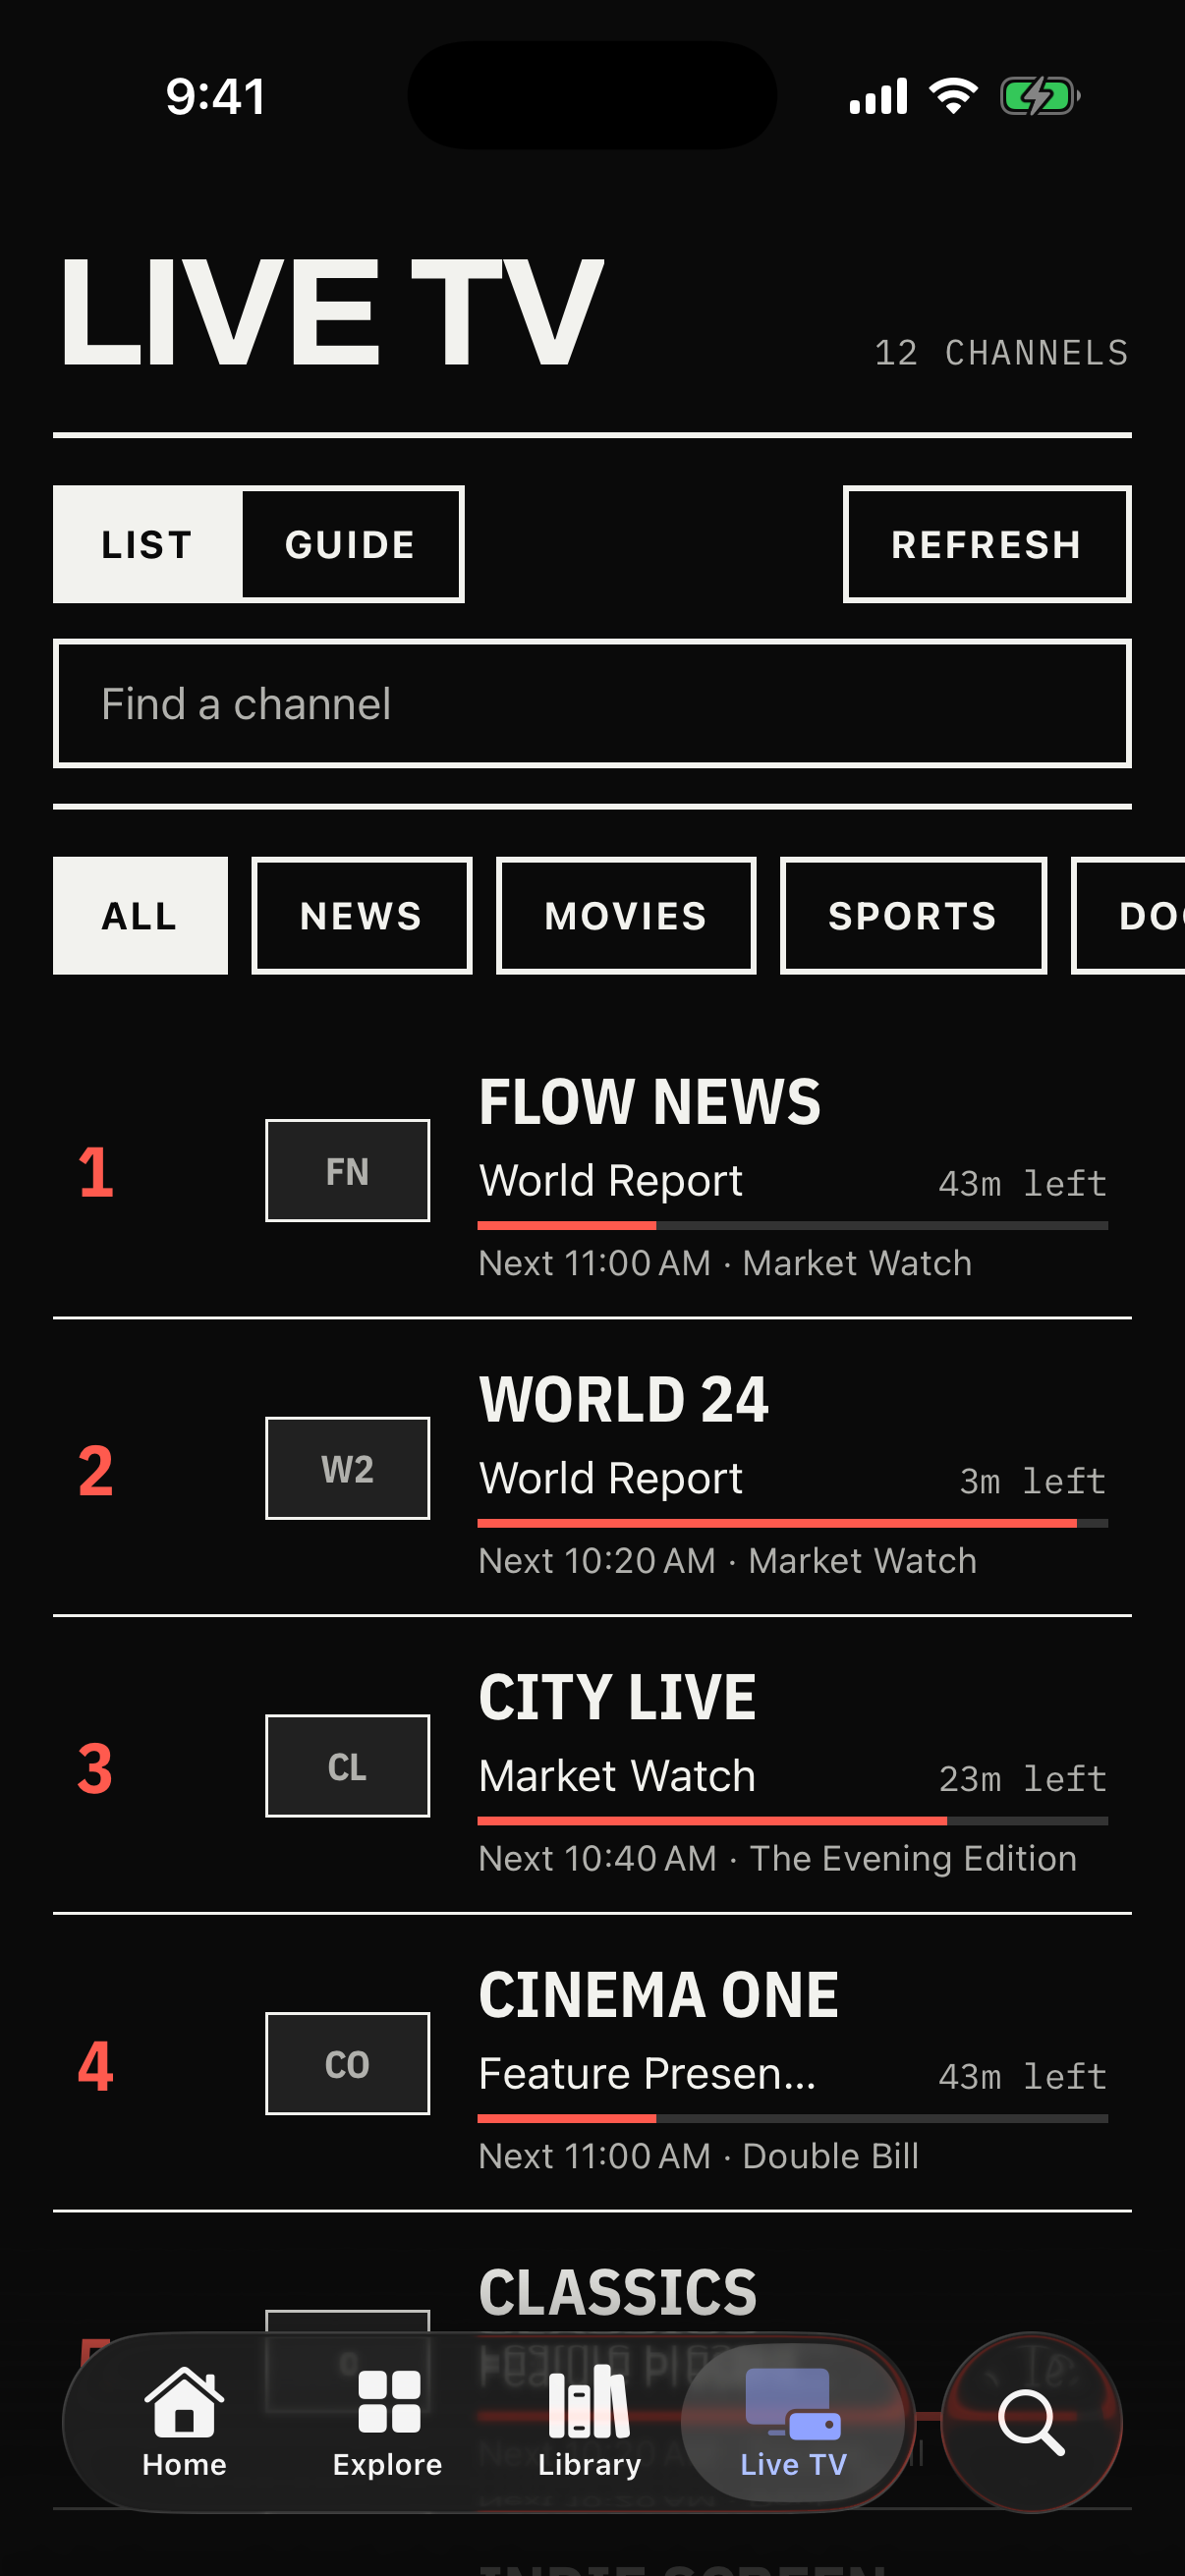 9:41
LIVE TV
12 CHANNELS
LIST GUIDE REFRESH
Find a channel
ALL NEWS MOVIES SPORTS
1 FN FLOW NEWS
World Report 43m left
Next 11:00 AM · Market Watch
2 W2 WORLD 24
World Report 3m left
Next 10:20 AM · Market Watch
3 CL CITY LIVE
Market Watch 23m left
Next 10:40 AM · The Evening Edition
4 CO CINEMA ONE
Feature Presen... 43m left
Next 11:00 AM · Double Bill
CLASSICS
Home Explore Library Live TV